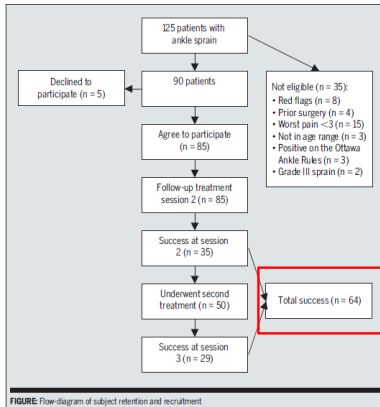 125 patients with
ankle sprain
Declined to
participate (n = 5)
90 patients
Not eligible (n = 35):
• Red flags (n = 8)
• Prior surgery (n = 4)
• Worst pain <3 (n = 15)
• Not in age range (n = 3)
• Positive on the Ottawa
Ankle Rules (n = 3)
• Grade III sprain (n = 2)
Agree to participate
(n = 85)
Follow-up treatment
session 2 (n = 85)
Success at session
2 (n = 35)
Underwent second
treatment (n = 50)
Total success (n = 64)
Success at session
3 (n = 29)
FIGURE: Flow-diagram of subject retention and recruitment